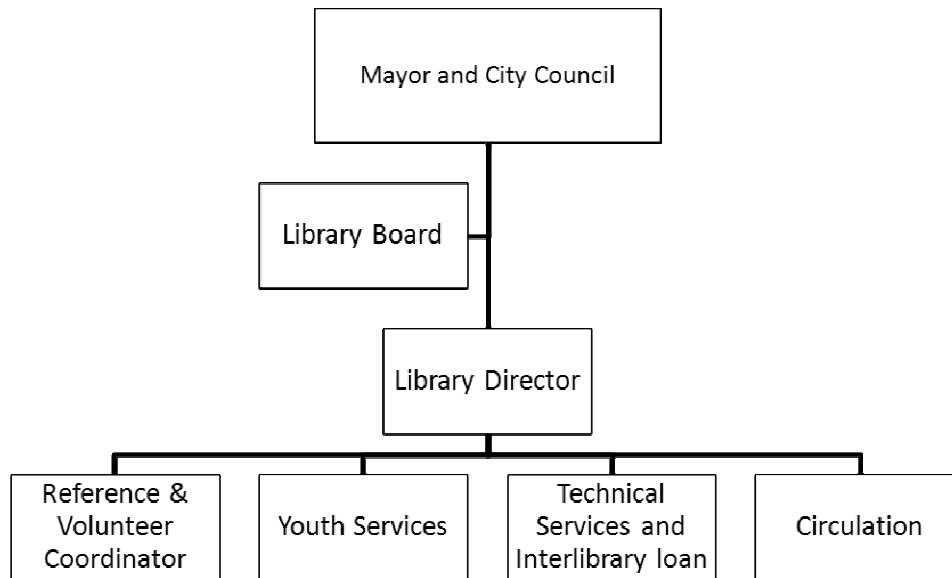 Mayor and City Council
Library Board
Library Director
Reference &
Volunteer
Coordinator
Youth Services
Technical
Services and
Interlibrary loan
Circulation